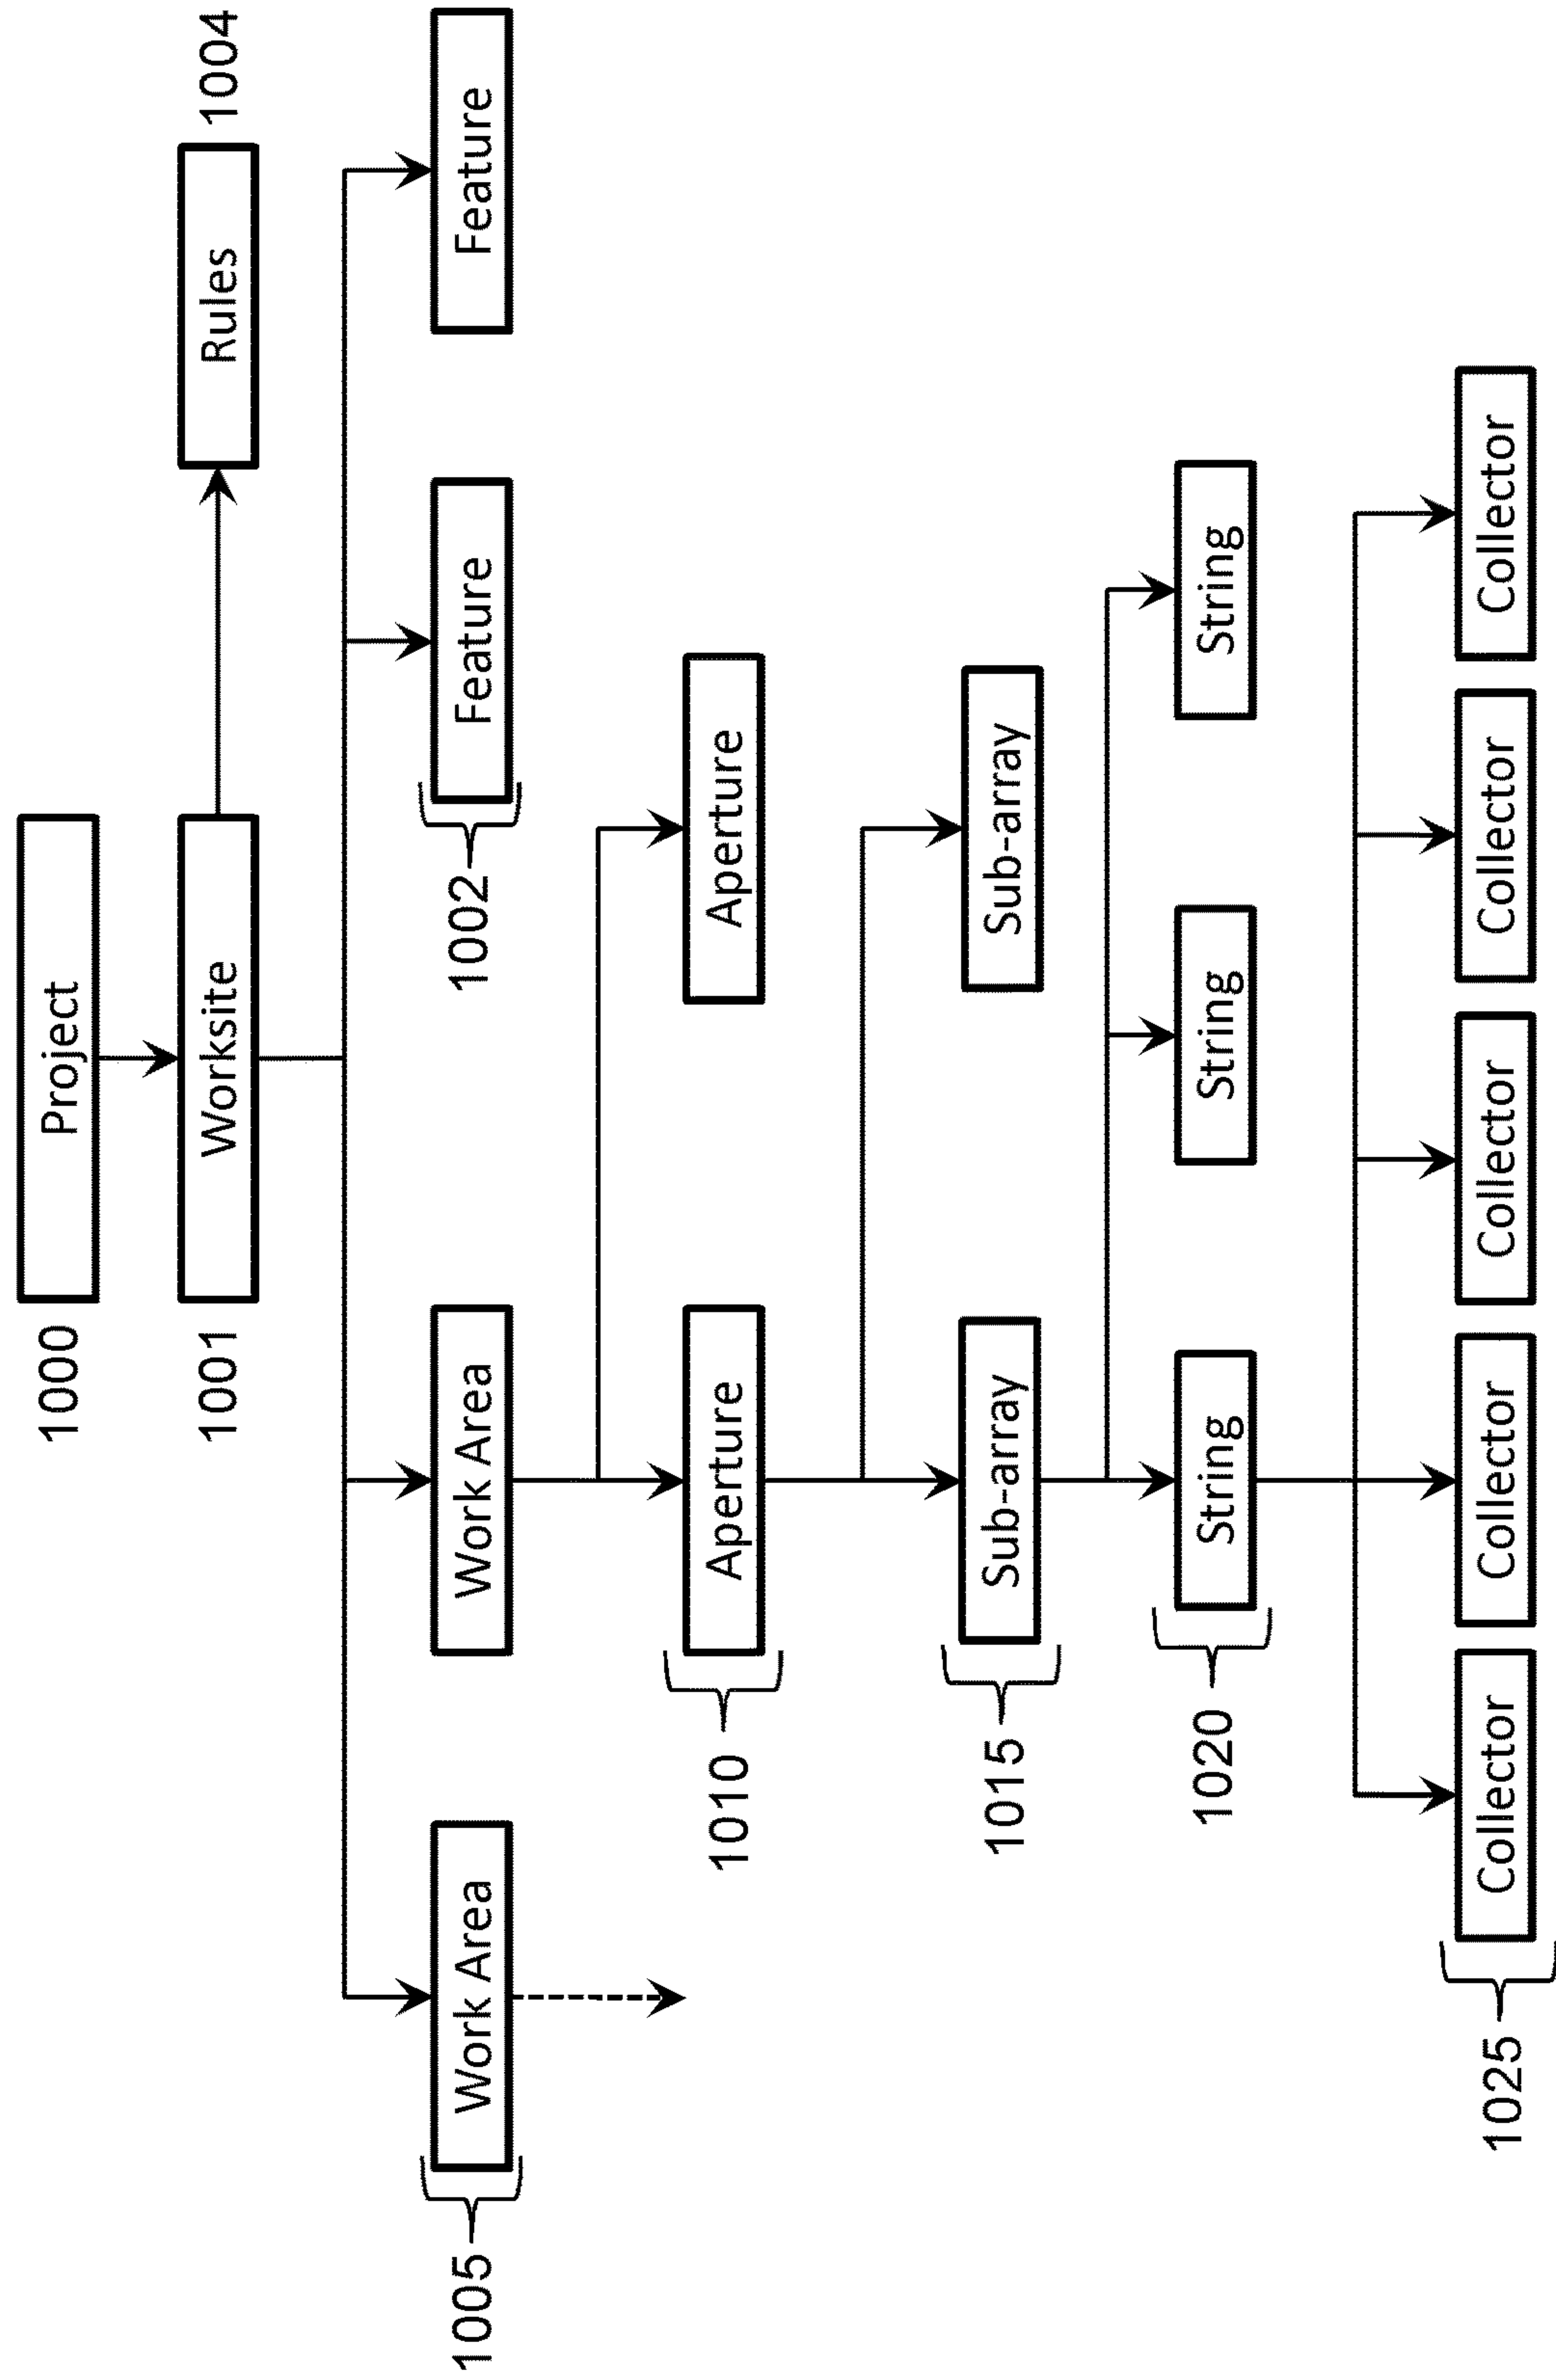 1000
Project
1001
Worksite
Rules
1004
1005
Work Area
Work Area
1002
Feature
Feature
1010
Aperture
Aperture
1015
Sub-array
Sub-array
1020
String
String
String
1025
Collector
Collector
Collector
Collector
Collector